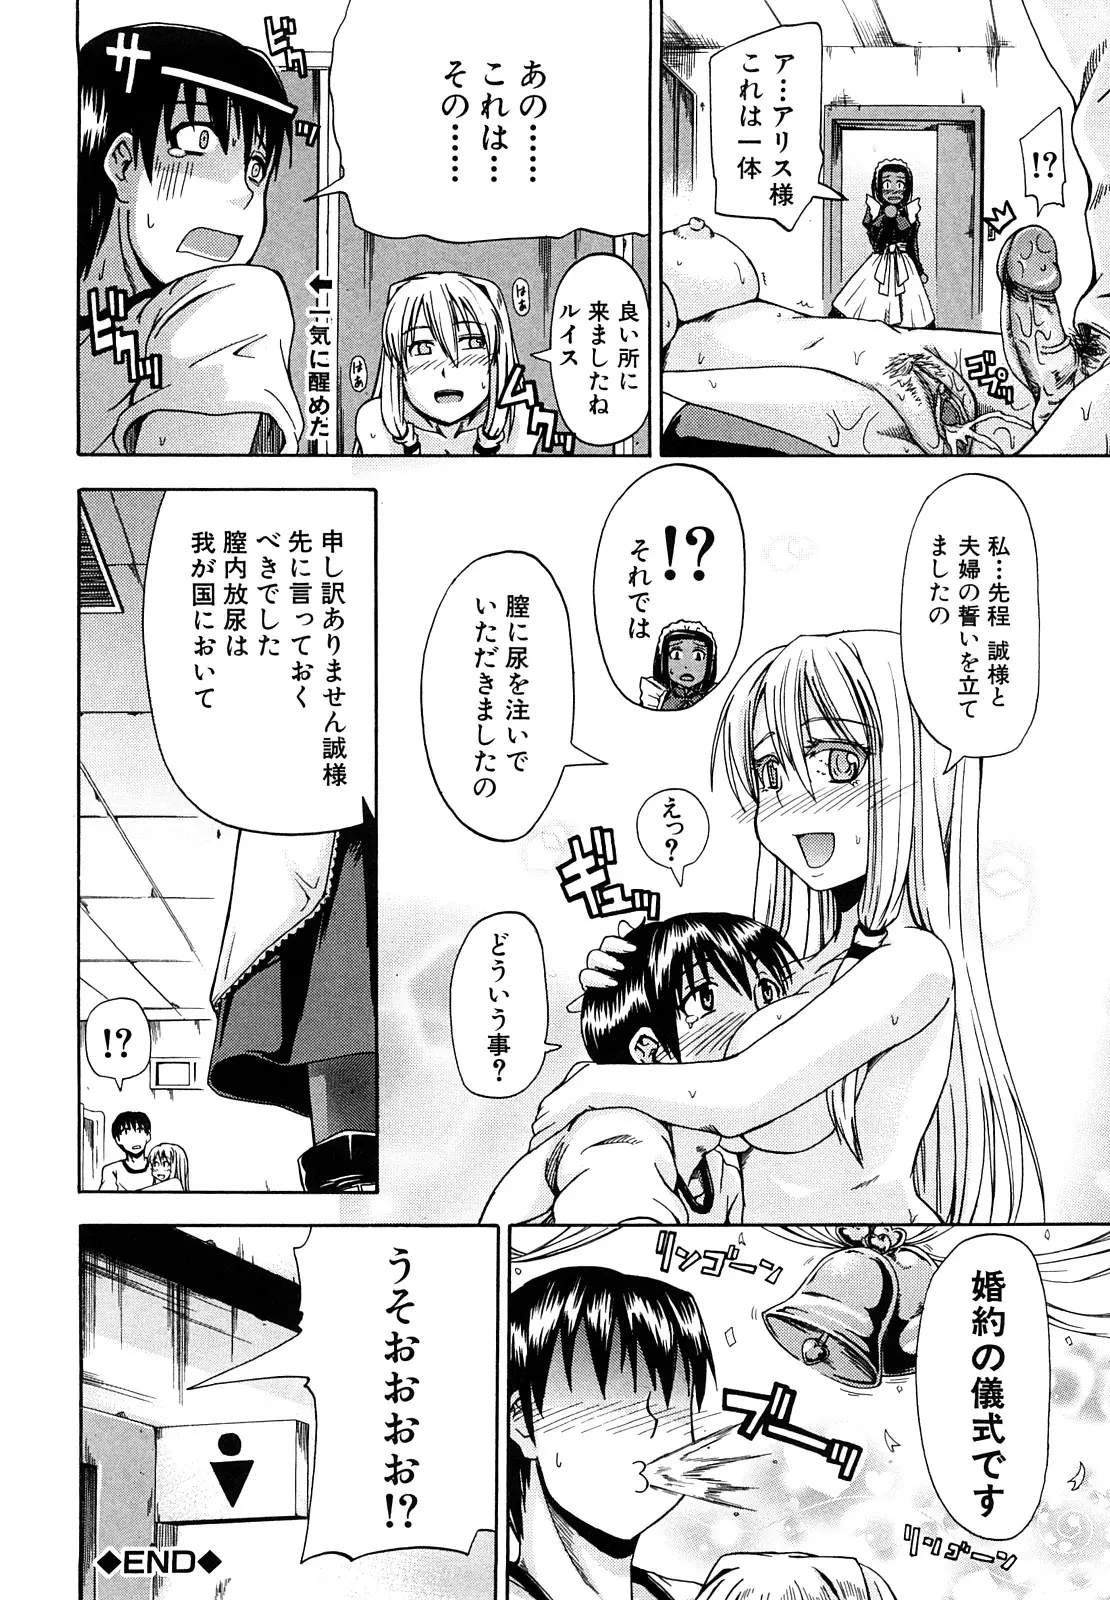 ア…アリス様
これは一体
!?
ゴプッ
あの……
これは…
その……
良い所に
来ましたね
ルイス
はぁ
はぁ
ムクッ
サー
ビクッ
ビクッ
←一気に醒めた
私…先程 誠様と
夫婦の誓いを立て
ましたの
!?
それでは
膣に尿を注いで
いただきましたの
えっ?
ギュッ
どういう事?
申し訳ありません誠様
先に言っておく
べきでした
膣内放尿は
我が国において
!?
婚約の儀式です
リンゴーン
リンゴーン
ブーーッ
うそおおおお!?
◆END◆